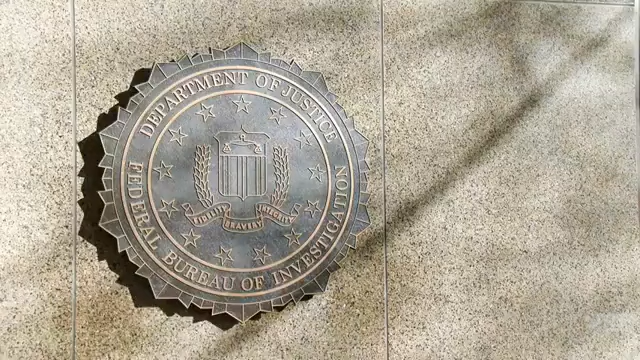 DEPARTMENT OF JUSTICE
FIDELITY
BRAVERY
INTEGRITY
FEDERAL BUREAU OF INVESTIGATION